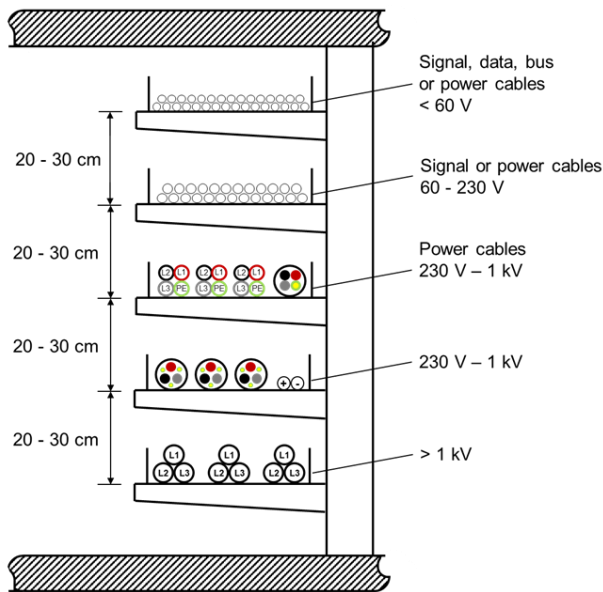 Signal, data, bus
or power cables
< 60 V
20 - 30 cm
Signal or power cables
60 - 230 V
20 - 30 cm
Power cables
230 V – 1 kV
L2 L1 L2 L1 L2 L1
L3 PE L3 PE L3 PE
20 - 30 cm
230 V – 1 kV
+ -
20 - 30 cm
> 1 kV
L1 L1 L1
L2 L3 L2 L3 L2 L3